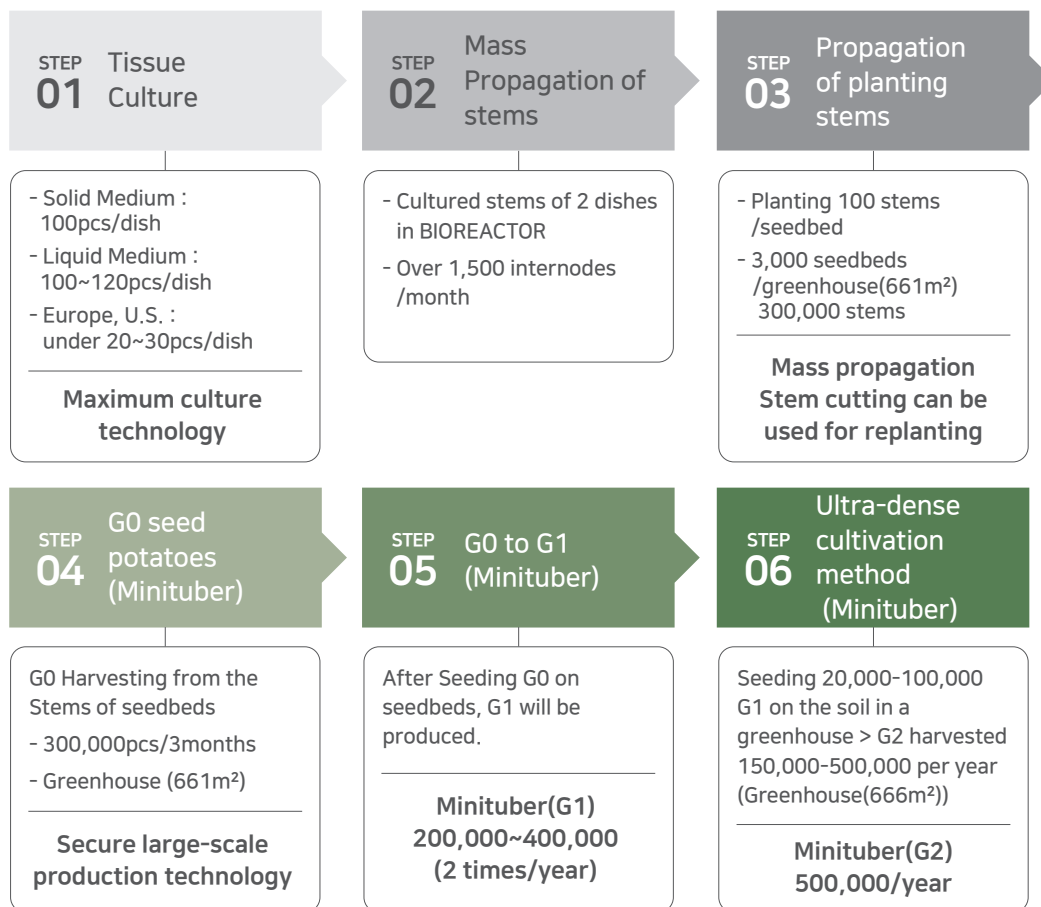 STEP
01
Tissue
Culture
- Solid Medium :
100pcs/dish
- Liquid Medium :
100~120pcs/dish
- Europe, U.S. :
under 20~30pcs/dish
Maximum culture
technology
STEP
02
Mass
Propagation of
stems
- Cultured stems of 2 dishes
in BIOREACTOR
- Over 1,500 internodes
/month
STEP
03
Propagation
of planting
stems
- Planting 100 stems
/seedbed
- 3,000 seedbeds
/greenhouse(661m²)
300,000 stems
Mass propagation
Stem cutting can be
used for replanting
STEP
04
G0 seed
potatoes
(Minituber)
G0 Harvesting from the
Stems of seedbeds
- 300,000pcs/3months
- Greenhouse (661m²)
Secure large-scale
production technology
STEP
05
G0 to G1
(Minituber)
After Seeding G0 on
seedbeds, G1 will be
produced.
Minituber(G1)
200,000~400,000
(2 times/year)
STEP
06
Ultra-dense
cultivation
method
(Minituber)
Seeding 20,000-100,000
G1 on the soil in a
greenhouse > G2 harvested
150,000-500,000 per year
(Greenhouse(666m²))
Minituber(G2)
500,000/year